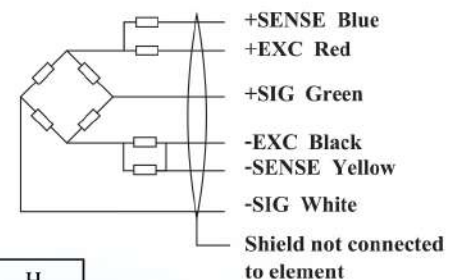 +SENSE Blue
+EXC Red
+SIG Green
-EXC Black
-SENSE Yellow
-SIG White
Shield not connected
to element
H